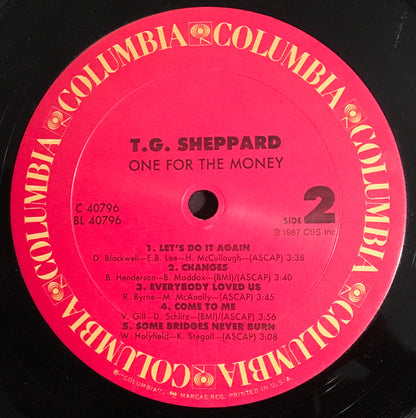 COLUMBIA COLUMBIA COLUMBIA COLUMBIA COLUMBIA COLUMBIA
T.G. SHEPPARD
ONE FOR THE MONEY
C 40796
BL 40796
SIDE 2
℗ 1987 CBS Inc.
1. LET'S DO IT AGAIN
D. Blackwell—E.B. Lee—H. McCullough—(ASCAP) 3:38
2. CHANGES
B. Henderson—B. Maddox—(BMI)/(ASCAP) 3:40
3. EVERYBODY LOVED US
R. Byrne—M. McAnally—(ASCAP) 3:45
4. COME TO ME
V. Gill—D. Schlitz—(BMI)/(ASCAP) 3:56
5. SOME BRIDGES NEVER BURN
W. Holyfield—K. Stegall—(ASCAP) 3:08
©-"COLUMBIA", MARCAS REG. PRINTED IN U.S.A.